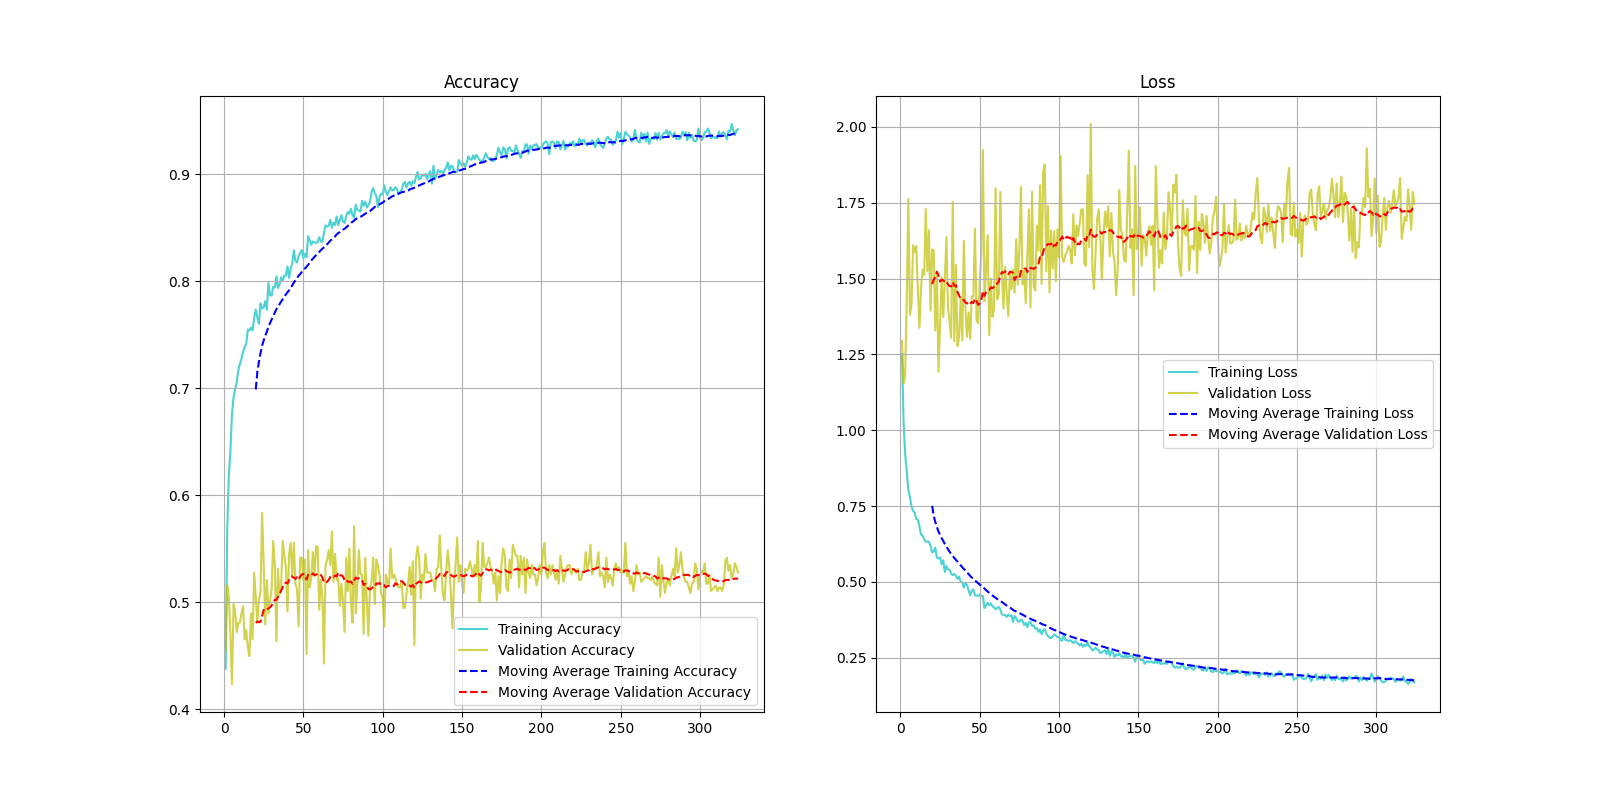 Accuracy
0.9
0.8
0.7
0.6
0.5
0.4
0 50 100 150 200 250 300
Training Accuracy
Validation Accuracy
Moving Average Training Accuracy
Moving Average Validation Accuracy
Loss
2.00
1.75
1.50
1.25
1.00
0.75
0.50
0.25
0 50 100 150 200 250 300
Training Loss
Validation Loss
Moving Average Training Loss
Moving Average Validation Loss